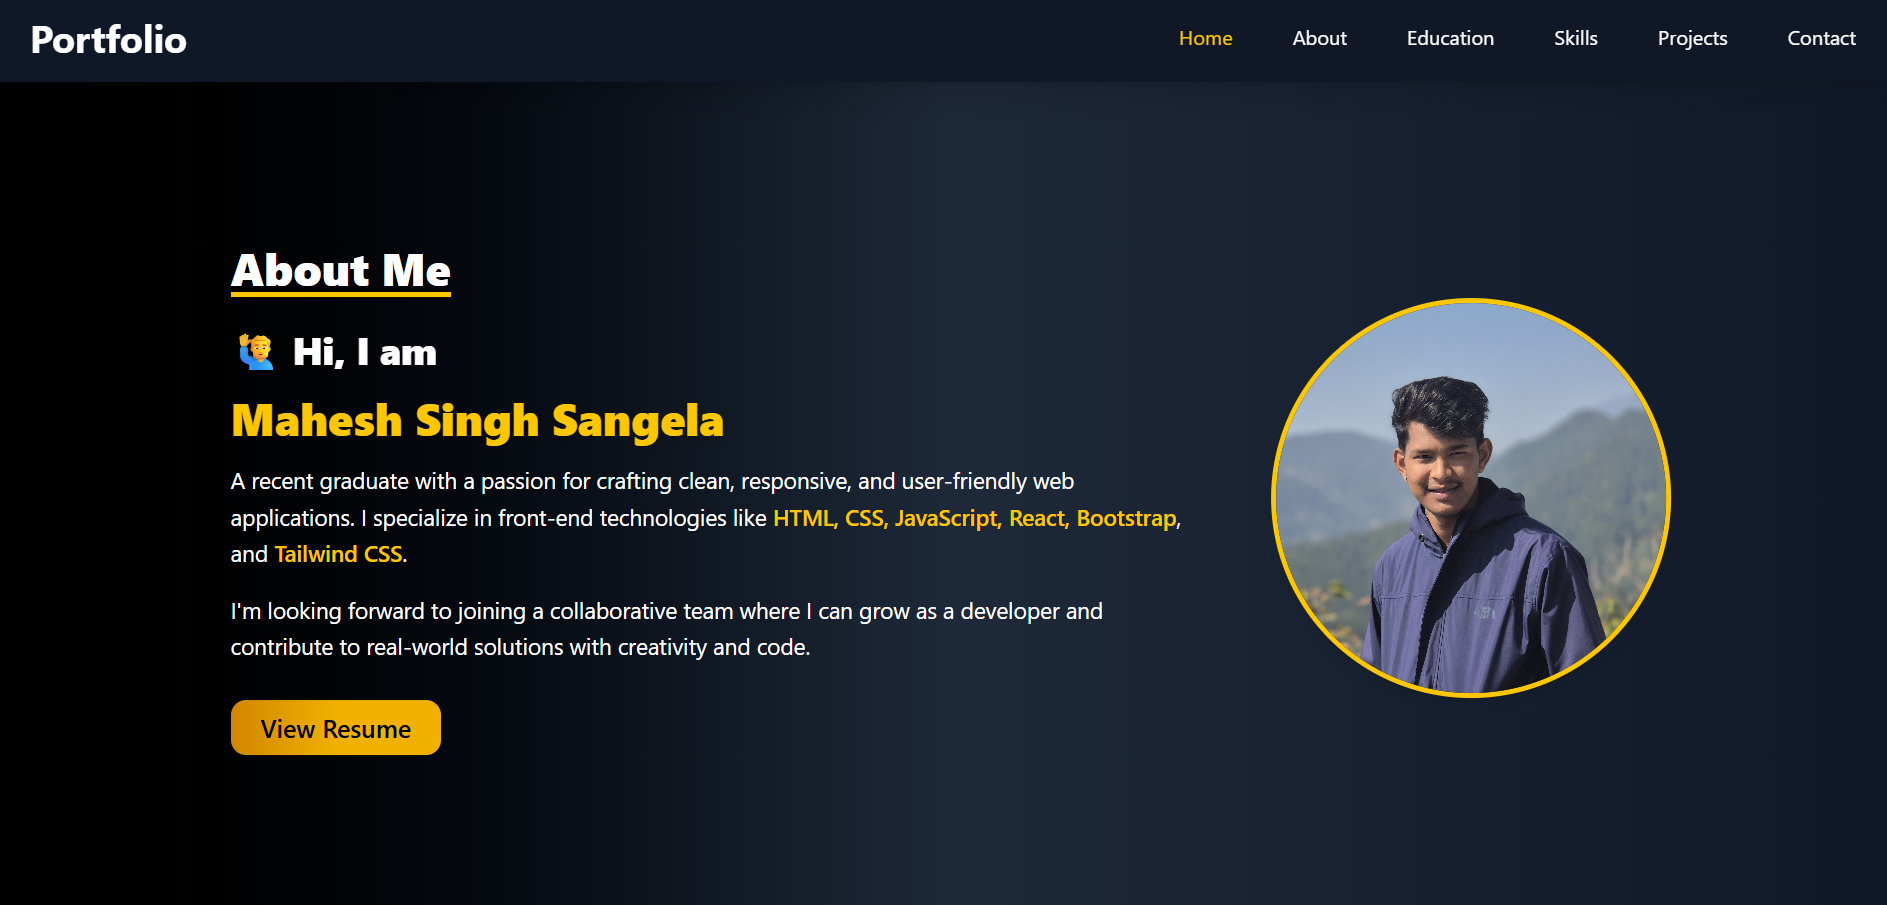 Portfolio
Home About Education Skills Projects Contact
About Me
🙋‍♂️ Hi, I am
Mahesh Singh Sangela
A recent graduate with a passion for crafting clean, responsive, and user-friendly web
applications. I specialize in front-end technologies like HTML, CSS, JavaScript, React, Bootstrap,
and Tailwind CSS.
I'm looking forward to joining a collaborative team where I can grow as a developer and
contribute to real-world solutions with creativity and code.
View Resume